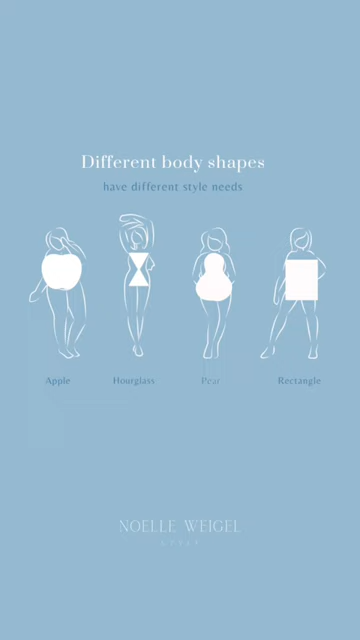 Different body shapes
have different style needs
Apple
Hourglass
Pear
Rectangle
NOELLE WEIGEL